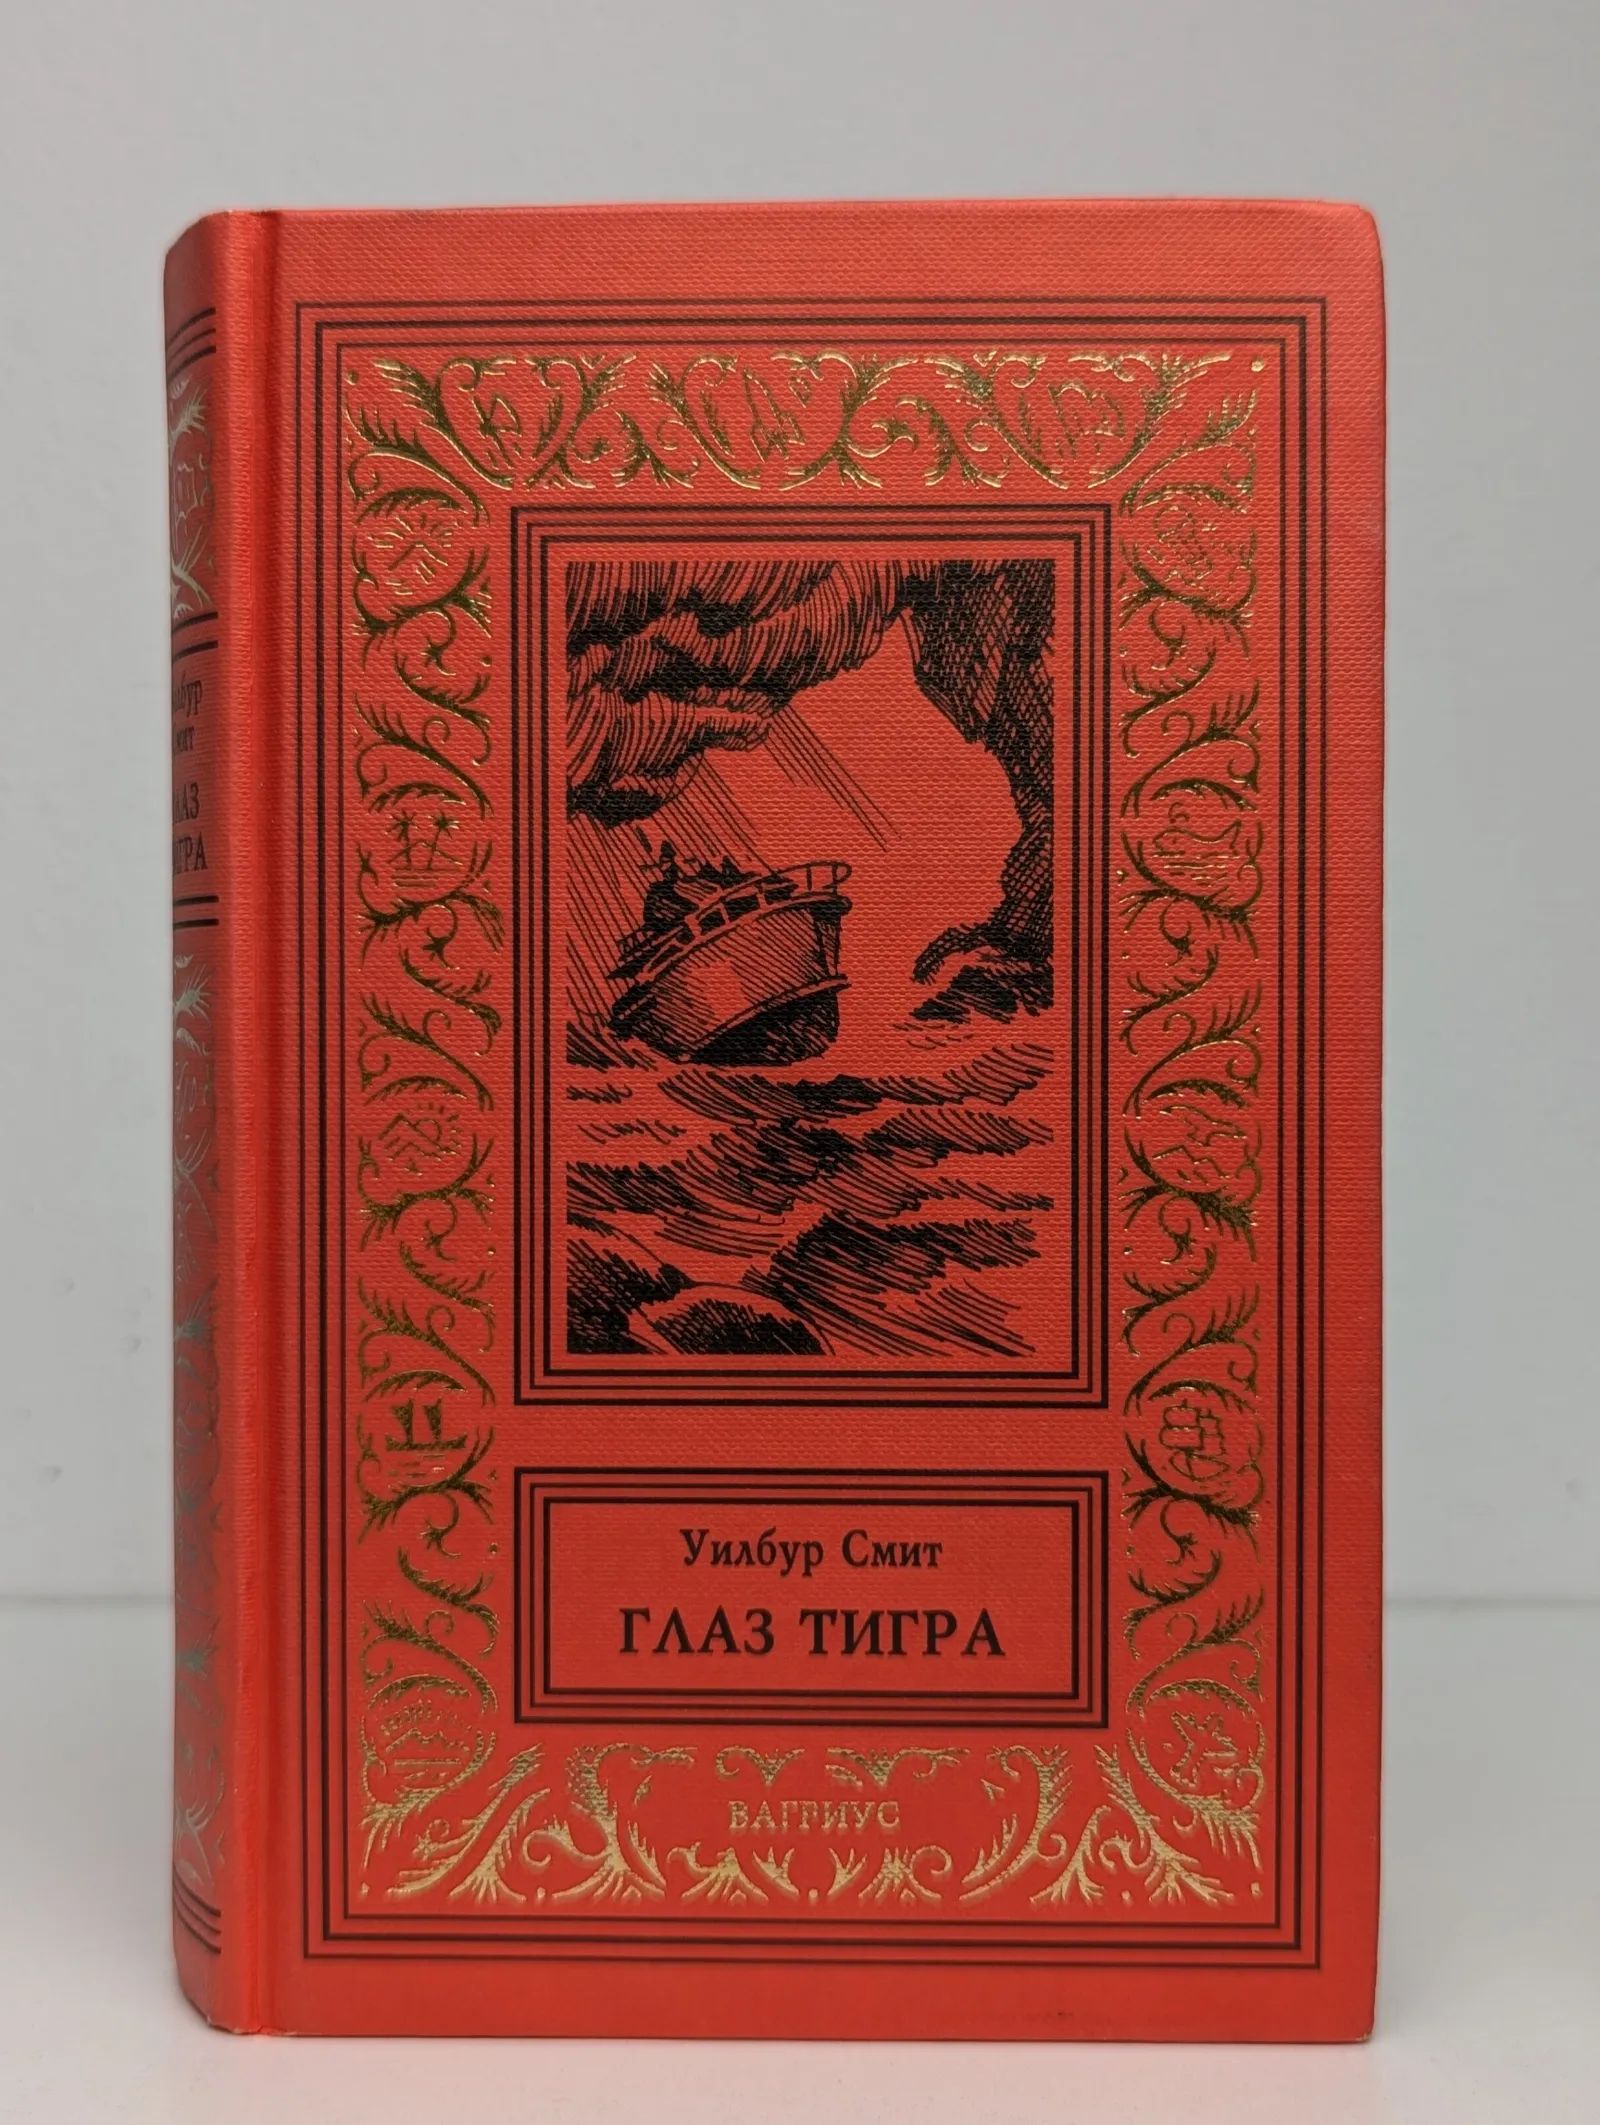 Уилбур Смит
ГЛАЗ ТИГРА
ВАГРИУС